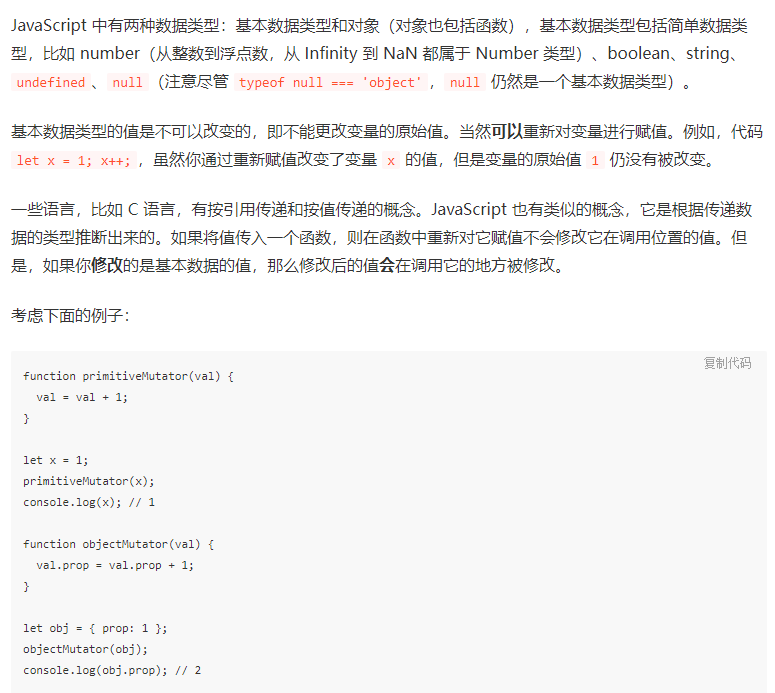 JavaScript 中有两种数据类型：基本数据类型和对象（对象也包括函数），基本数据类型包括简单数据类
型，比如 number（从整数到浮点数，从 Infinity 到 NaN 都属于 Number 类型）、boolean、string、
undefined 、 null （注意尽管 typeof null === 'object' ， null 仍然是一个基本数据类型）。
基本数据类型的值是不可以改变的，即不能更改变量的原始值。当然可以重新对变量进行赋值。例如，代码
let x = 1; x++; ，虽然你通过重新赋值改变了变量 x 的值，但是变量的原始值 1 仍没有被改变。
一些语言，比如 C 语言，有按引用传递和按值传递的概念。JavaScript 也有类似的概念，它是根据传递数
据的类型推断出来的。如果将值传入一个函数，则在函数中重新对它赋值不会修改它在调用位置的值。但
是，如果你修改的是基本数据的值，那么修改后的值会在调用它的地方被修改。
考虑下面的例子：
复制代码
function primitiveMutator(val) {
  val = val + 1;
}
let x = 1;
primitiveMutator(x);
console.log(x); // 1
function objectMutator(val) {
  val.prop = val.prop + 1;
}
let obj = { prop: 1 };
objectMutator(obj);
console.log(obj.prop); // 2